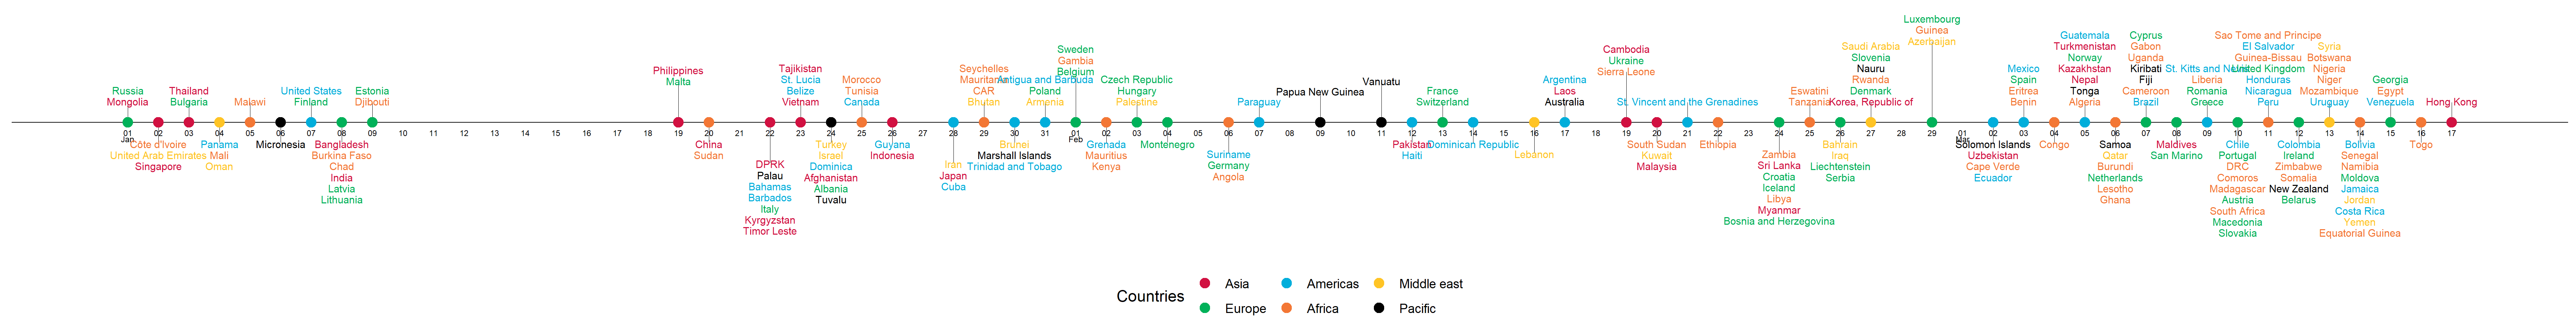 Russia
Mongolia
Thailand
Bulgaria
Malawi
United States
Finland
Estonia
Djibouti
Philippines
Malta
Tajikistan
St. Lucia
Belize
Vietnam
Morocco
Tunisia
Canada
Seychelles
Mauritania
CAR
Bhutan
Antigua and Barbuda
Poland
Armenia
Sweden
Gambia
Belgium
Czech Republic
Hungary
Palestine
Paraguay
Papua New Guinea
Vanuatu
France
Switzerland
Argentina
Laos
Australia
Cambodia
Ukraine
Sierra Leone
St. Vincent and the Grenadines
Eswatini
Tanzania
Saudi Arabia
Slovenia
Nauru
Rwanda
Denmark
Korea, Republic of
Luxembourg
Guinea
Azerbaijan
Mexico
Spain
Eritrea
Benin
Guatemala
Turkmenistan
Norway
Kazakhstan
Nepal
Tonga
Algeria
Cyprus
Gabon
Uganda
Kiribati
Fiji
Cameroon
Brazil
St. Kitts and Nevis
Liberia
Romania
Greece
Sao Tome and Principe
El Salvador
Guinea-Bissau
United Kingdom
Honduras
Nicaragua
Peru
Syria
Botswana
Nigeria
Niger
Mozambique
Uruguay
Georgia
Egypt
Venezuela
Hong Kong
01 02 03 04 05 06 07 08 09 10 11 12 13 14 15 16 17 18 19 20 21 22 23 24 25 26 27 28 29 30 31 01 02 03 04 05 06 07 08 09 10 11 12 13 14 15 16 17 18 19 20 21 22 23 24 25 26 27 28 29 01 02 03 04 05 06 07 08 09 10 11 12 13 14 15 16 17
Jan.
Feb
Mar.
Côte d'Ivoire
United Arab Emirates
Singapore
Panama
Mali
Oman
Micronesia
Bangladesh
Burkina Faso
Chad
India
Latvia
Lithuania
China
Sudan
DPRK
Palau
Bahamas
Barbados
Italy
Kyrgyzstan
Timor Leste
Turkey
Israel
Dominica
Afghanistan
Albania
Tuvalu
Guyana
Indonesia
Iran
Japan
Cuba
Brunei
Marshall Islands
Trinidad and Tobago
Grenada
Mauritius
Kenya
Montenegro
Suriname
Germany
Angola
Pakistan
Haiti
Dominican Republic
Lebanon
South Sudan
Kuwait
Malaysia
Ethiopia
Zambia
Sri Lanka
Croatia
Iceland
Libya
Myanmar
Bosnia and Herzegovina
Bahrain
Iraq
Liechtenstein
Serbia
Solomon Islands
Uzbekistan
Cape Verde
Ecuador
Congo
Samoa
Qatar
Burundi
Netherlands
Lesotho
Ghana
Maldives
San Marino
Chile
Portugal
DRC
Comoros
Madagascar
Austria
South Africa
Macedonia
Slovakia
Colombia
Ireland
Zimbabwe
Somalia
New Zealand
Belarus
Bolivia
Senegal
Namibia
Moldova
Jamaica
Jordan
Costa Rica
Yemen
Equatorial Guinea
Togo
Countries
Asia
Americas
Middle east
Europe
Africa
Pacific